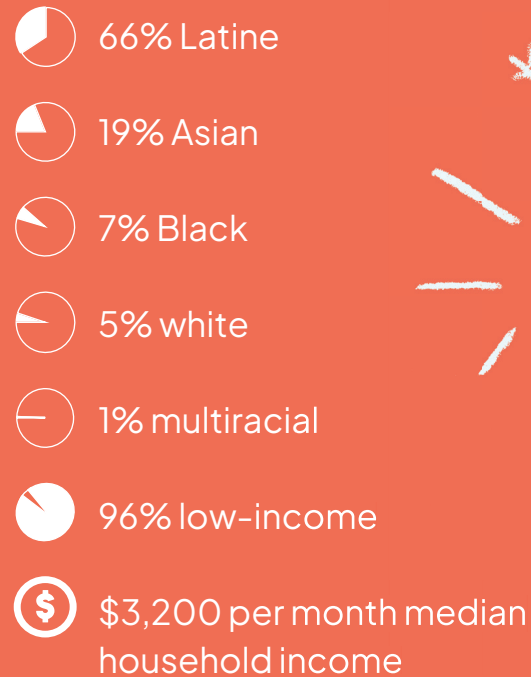 66% Latine
19% Asian
7% Black
5% white
1% multiracial
96% low-income
$
$3,200 per month median
household income